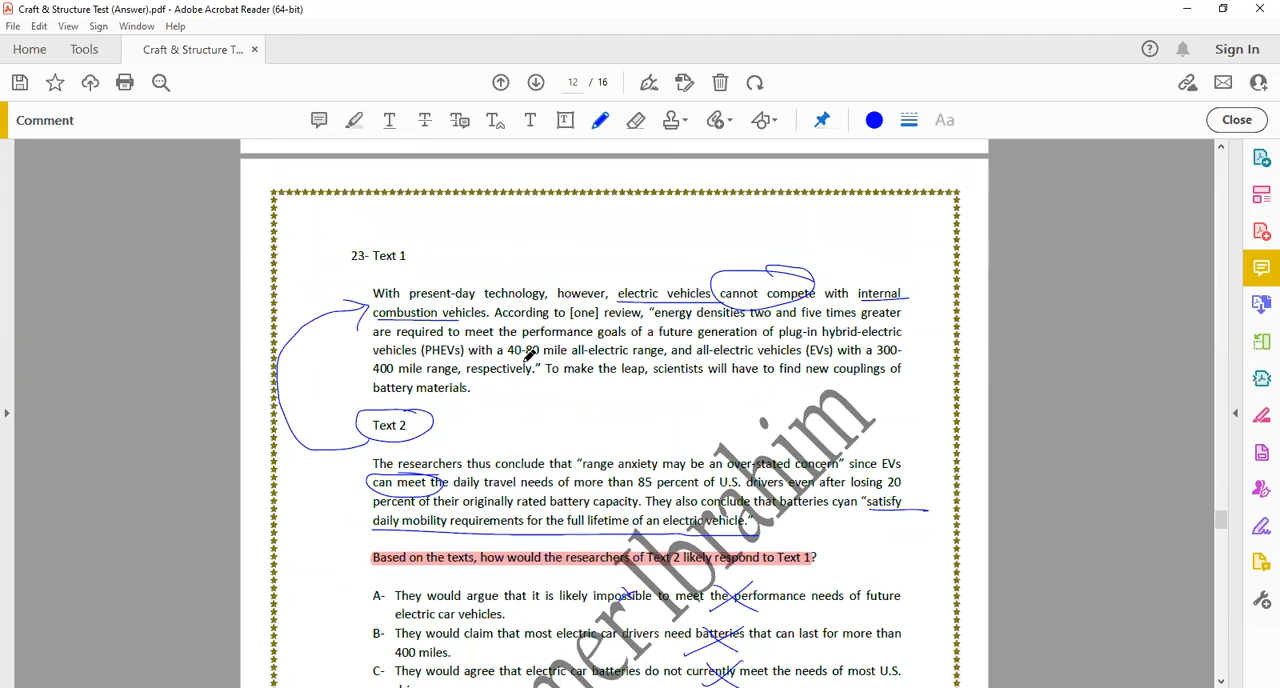 Craft & Structure Test (Answer).pdf - Adobe Acrobat Reader (64-bit)
File Edit View Sign Window Help
Home Tools Craft & Structure T... × Sign In
12 / 16
Comment Aa Close
23- Text 1
With present-day technology, however, electric vehicles cannot compete with internal
combustion vehicles. According to [one] review, “energy densities two and five times greater
are required to meet the performance goals of a future generation of plug-in hybrid-electric
vehicles (PHEVs) with a 40-80 mile all-electric range, and all-electric vehicles (EVs) with a 300-
400 mile range, respectively.” To make the leap, scientists will have to find new couplings of
battery materials.
Text 2
The researchers thus conclude that “range anxiety may be an over-stated concern” since EVs
can meet the daily travel needs of more than 85 percent of U.S. drivers even after losing 20
percent of their originally rated battery capacity. They also conclude that batteries cyan “satisfy
daily mobility requirements for the full lifetime of an electric vehicle.”
Based on the texts, how would the researchers of Text 2 likely respond to Text 1?
A- They would argue that it is likely impossible to meet the performance needs of future
electric car vehicles.
B- They would claim that most electric car drivers need batteries that can last for more than
400 miles.
C- They would agree that electric car batteries do not currently meet the needs of most U.S.
mer Ibrahim